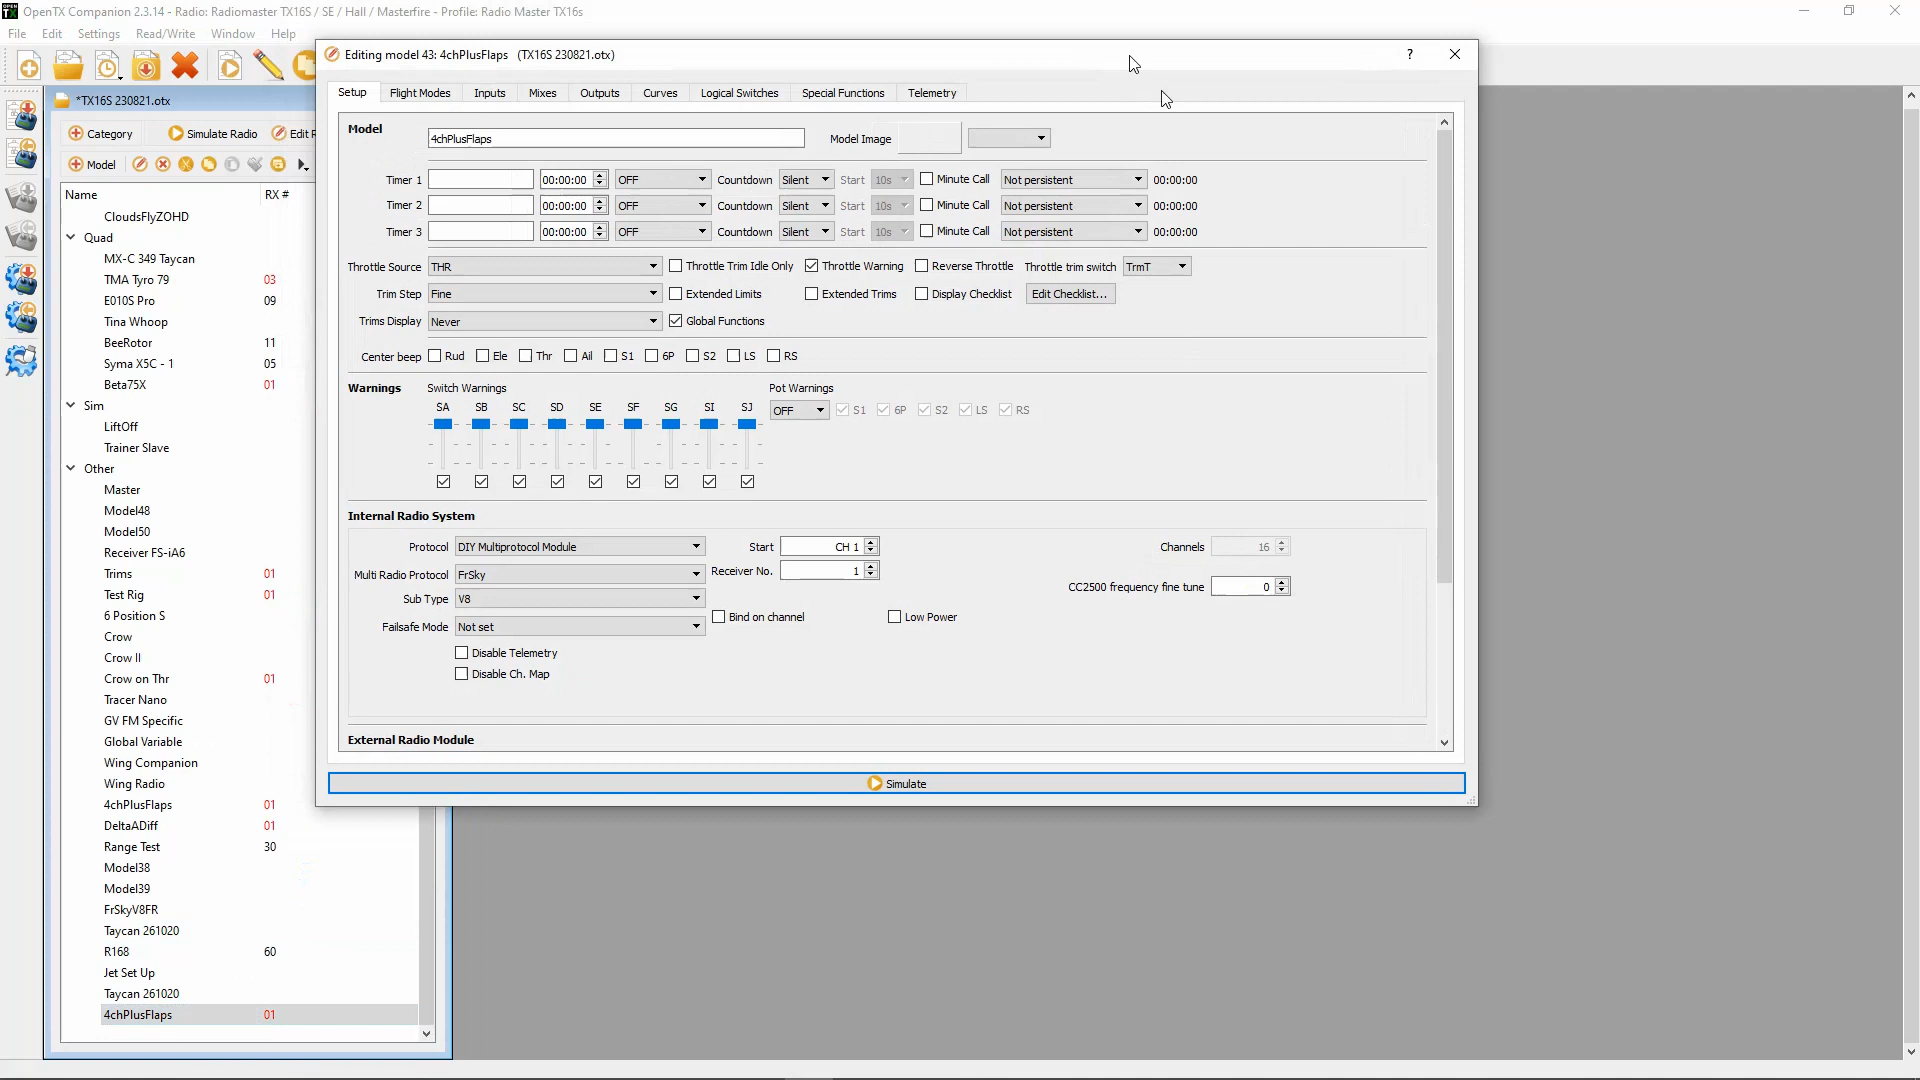 OpenTX Companion 2.3.14 - Radio: Radiomaster TX16S / SE / Hall / Masterfire - Profile: Radio Master TX16s
File Edit Settings Read/Write Window Help
Editing model 43: 4chPlusFlaps (TX16S 230821.otx) ?
*TX16S 230821.otx
Setup Flight Modes Inputs Mixes Outputs Curves Logical Switches Special Functions Telemetry
Category Simulate Radio Edit R
Model
Name RX #
CloudsFlyZOHD
Quad
MX-C 349 Taycan
TMA Tyro 79 03
E010S Pro 09
Tina Whoop
BeeRotor 11
Syma X5C - 1 05
Beta75X 01
Sim
LiftOff
Trainer Slave
Other
Master
Model48
Model50
Receiver FS-iA6
Trims 01
Test Rig 01
6 Position S
Crow
Crow II
Crow on Thr 01
Tracer Nano
GV FM Specific
Global Variable
Wing Companion
Wing Radio
4chPlusFlaps 01
DeltaADiff 01
Range Test 30
Model38
Model39
FrSkyV8FR
Taycan 261020
R168 60
Jet Set Up
Taycan 261020
4chPlusFlaps 01
Model 4chPlusFlaps Model Image
Timer 1 00:00:00 OFF Countdown Silent Start 10s Minute Call Not persistent 00:00:00
Timer 2 00:00:00 OFF Countdown Silent Start 10s Minute Call Not persistent 00:00:00
Timer 3 00:00:00 OFF Countdown Silent Start 10s Minute Call Not persistent 00:00:00
Throttle Source THR Throttle Trim Idle Only Throttle Warning Reverse Throttle Throttle trim switch TrmT
Trim Step Fine Extended Limits Extended Trims Display Checklist Edit Checklist...
Trims Display Never Global Functions
Center beep Rud Ele Thr Ail S1 6P S2 LS RS
Warnings Switch Warnings Pot Warnings
SA SB SC SD SE SF SG SI SJ OFF S1 6P S2 LS RS
Internal Radio System
Protocol DIY Multiprotocol Module Start CH 1 Channels 16
Multi Radio Protocol FrSky Receiver No. 1 CC2500 frequency fine tune 0
Sub Type V8
Failsafe Mode Not set Bind on channel Low Power
Disable Telemetry
Disable Ch. Map
External Radio Module
Simulate